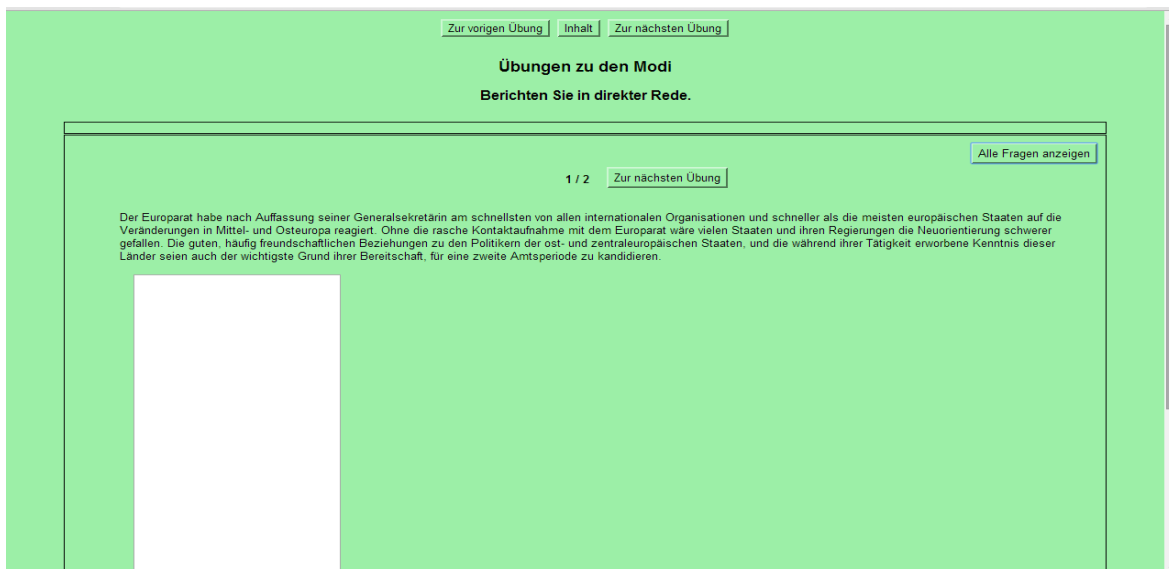 Zur vorigen Übung Inhalt Zur nächsten Übung
Übungen zu den Modi
Berichten Sie in direkter Rede.
Alle Fragen anzeigen
1 / 2 Zur nächsten Übung
Der Europarat habe nach Auffassung seiner Generalsekretärin am schnellsten von allen internationalen Organisationen und schneller als die meisten europäischen Staaten auf die
Veränderungen in Mittel- und Osteuropa reagiert. Ohne die rasche Kontaktaufnahme mit dem Europarat wäre vielen Staaten und ihren Regierungen die Neuorientierung schwerer
gefallen. Die guten, häufig freundschaftlichen Beziehungen zu den Politikern der ost- und zentraleuropäischen Staaten, und die während ihrer Tätigkeit erworbene Kenntnis dieser
Länder seien auch der wichtigste Grund ihrer Bereitschaft, für eine zweite Amtsperiode zu kandidieren.